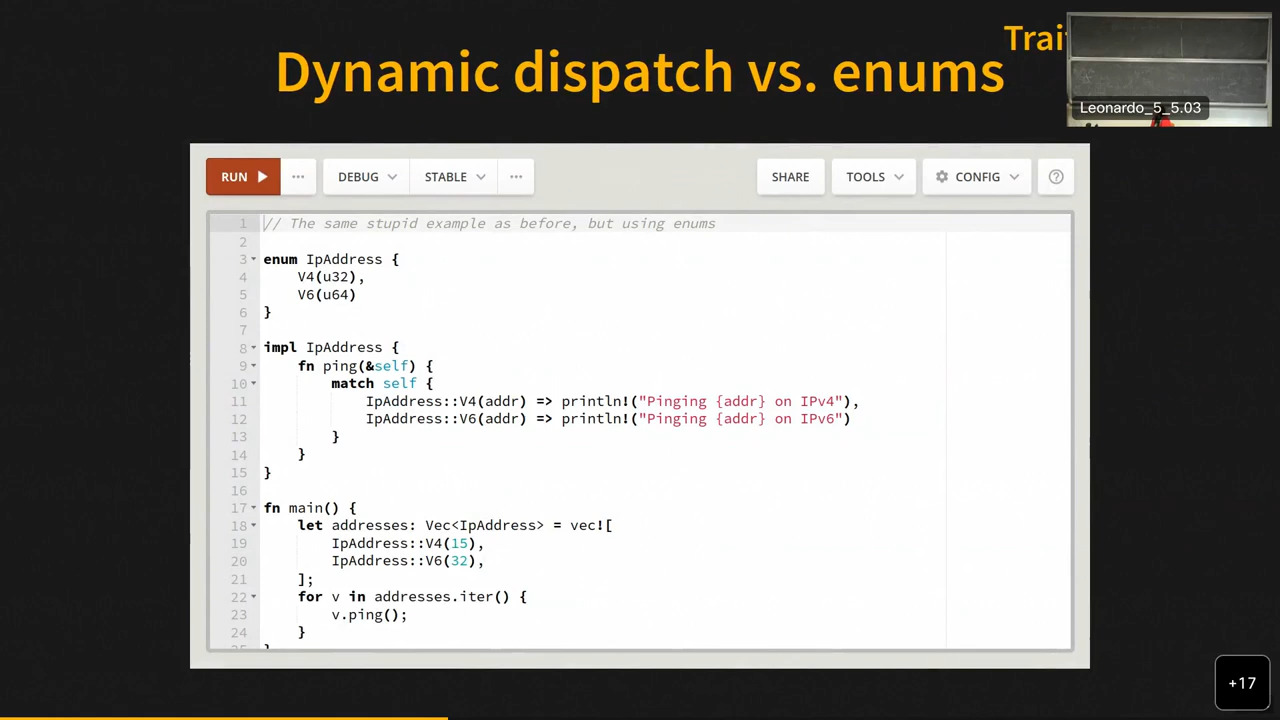 Trai
Dynamic dispatch vs. enums
Leonardo_5_5.03
RUN ··· DEBUG STABLE ··· SHARE TOOLS CONFIG ?
1 // The same stupid example as before, but using enums
2
3 enum IpAddress {
4 V4(u32),
5 V6(u64)
6 }
7
8 impl IpAddress {
9 fn ping(&self) {
10 match self {
11 IpAddress::V4(addr) => println!("Pinging {addr} on IPv4"),
12 IpAddress::V6(addr) => println!("Pinging {addr} on IPv6")
13 }
14 }
15 }
16
17 fn main() {
18 let addresses: Vec<IpAddress> = vec![
19 IpAddress::V4(15),
20 IpAddress::V6(32),
21 ];
22 for v in addresses.iter() {
23 v.ping();
24 }
+17